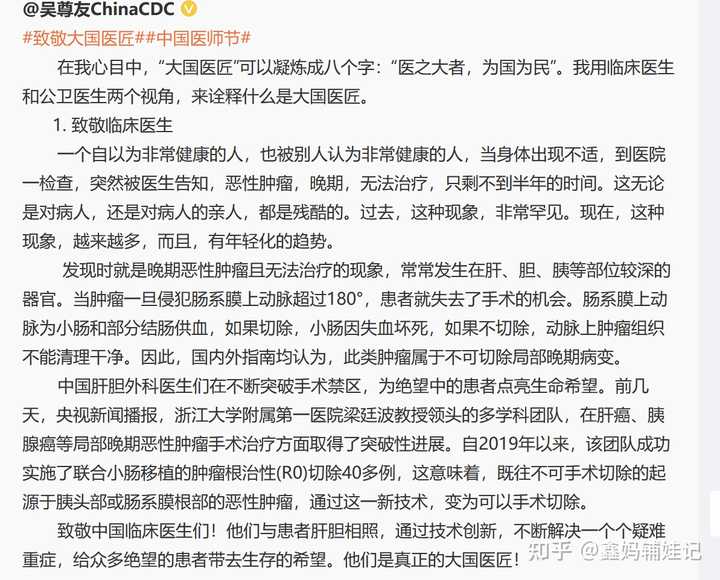 @吴尊友ChinaCDC
#致敬大国医匠##中国医师节#
在我心目中，“大国医匠”可以凝炼成八个字：“医之大者，为国为民”。我用临床医生
和公卫医生两个视角，来诠释什么是大国医匠。
1. 致敬临床医生
一个自以为非常健康的人，也被别人认为非常健康的人，当身体出现不适，到医院
一检查，突然被医生告知，恶性肿瘤，晚期，无法治疗，只剩不到半年的时间。这无论
是对病人，还是对病人的亲人，都是残酷的。过去，这种现象，非常罕见。现在，这种
现象，越来越多，而且，有年轻化的趋势。
发现时就是晚期恶性肿瘤且无法治疗的现象，常常发生在肝、胆、胰等部位较深的
器官。当肿瘤一旦侵犯肠系膜上动脉超过180°，患者就失去了手术的机会。肠系膜上动
脉为小肠和部分结肠供血，如果切除，小肠因失血坏死，如果不切除，动脉上肿瘤组织
不能清理干净。因此，国内外指南均认为，此类肿瘤属于不可切除局部晚期病变。
中国肝胆外科医生们在不断突破手术禁区，为绝望中的患者点亮生命希望。前几
天，央视新闻播报，浙江大学附属第一医院梁廷波教授领头的多学科团队，在肝癌、胰
腺癌等局部晚期恶性肿瘤手术治疗方面取得了突破性进展。自2019年以来，该团队成功
实施了联合小肠移植的肿瘤根治性(R0)切除40多例，这意味着，既往不可手术切除的起
源于胰头部或肠系膜根部的恶性肿瘤，通过这一新技术，变为可以手术切除。
致敬中国临床医生们！他们与患者肝胆相照，通过技术创新，不断解决一个个疑难
重症，给众多绝望的患者带去生存的希望。他们是真正的大国医匠！
知乎 @鑫妈辅娃记